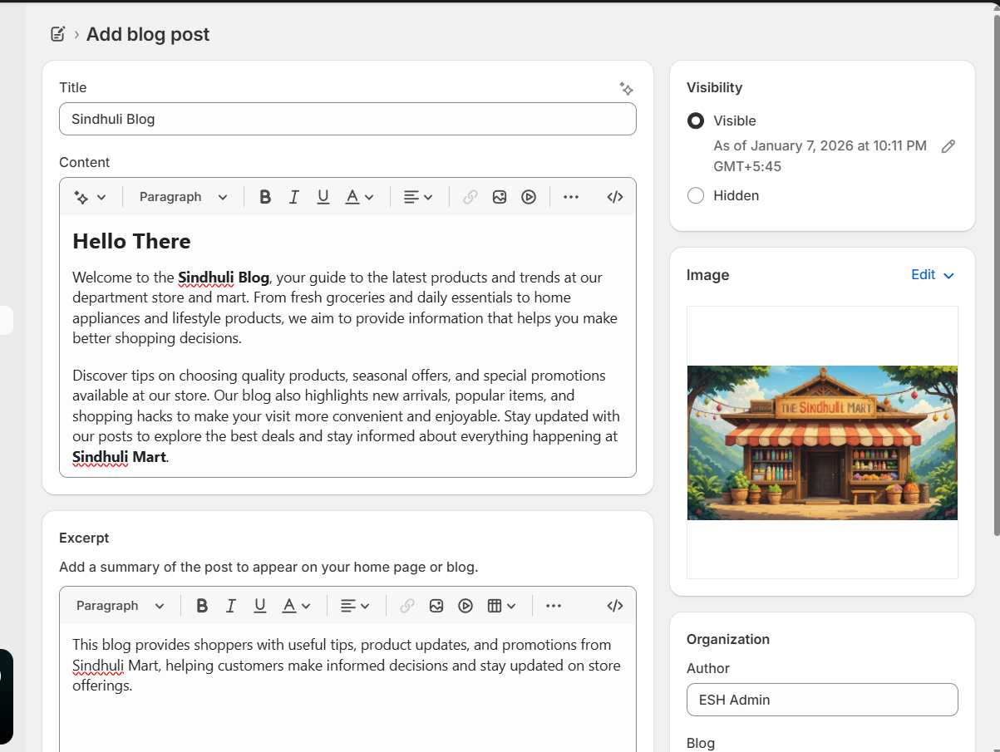 Add blog post
Title
Sindhuli Blog
Content
Paragraph
Hello There
Welcome to the Sindhuli Blog, your guide to the latest products and trends at our
department store and mart. From fresh groceries and daily essentials to home
appliances and lifestyle products, we aim to provide information that helps you make
better shopping decisions.
Discover tips on choosing quality products, seasonal offers, and special promotions
available at our store. Our blog also highlights new arrivals, popular items, and
shopping hacks to make your visit more convenient and enjoyable. Stay updated with
our posts to explore the best deals and stay informed about everything happening at
Sindhuli Mart.
Excerpt
Add a summary of the post to appear on your home page or blog.
Paragraph
This blog provides shoppers with useful tips, product updates, and promotions from
Sindhuli Mart, helping customers make informed decisions and stay updated on store
offerings.
Visibility
Visible
As of January 7, 2026 at 10:11 PM
GMT+5:45
Hidden
Image
Edit
THE Sindhuli MART
Organization
Author
ESH Admin
Blog